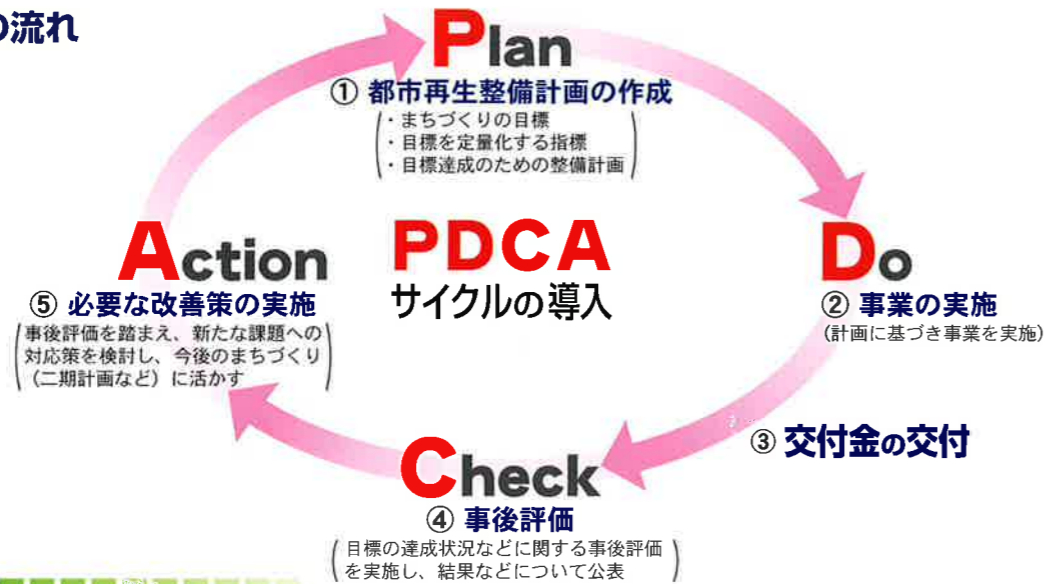 の流れ
Plan
① 都市再生整備計画の作成
・まちづくりの目標
・目標を定量化する指標
・目標達成のための整備計画
Do
② 事業の実施
(計画に基づき事業を実施)
③ 交付金の交付
Check
④ 事後評価
(目標の達成状況などに関する事後評価
を実施し、結果などについて公表)
Action
⑤ 必要な改善策の実施
(事後評価を踏まえ、新たな課題への
対応策を検討し、今後のまちづくり
(二期計画など)に活かす)
PDCA
サイクルの導入